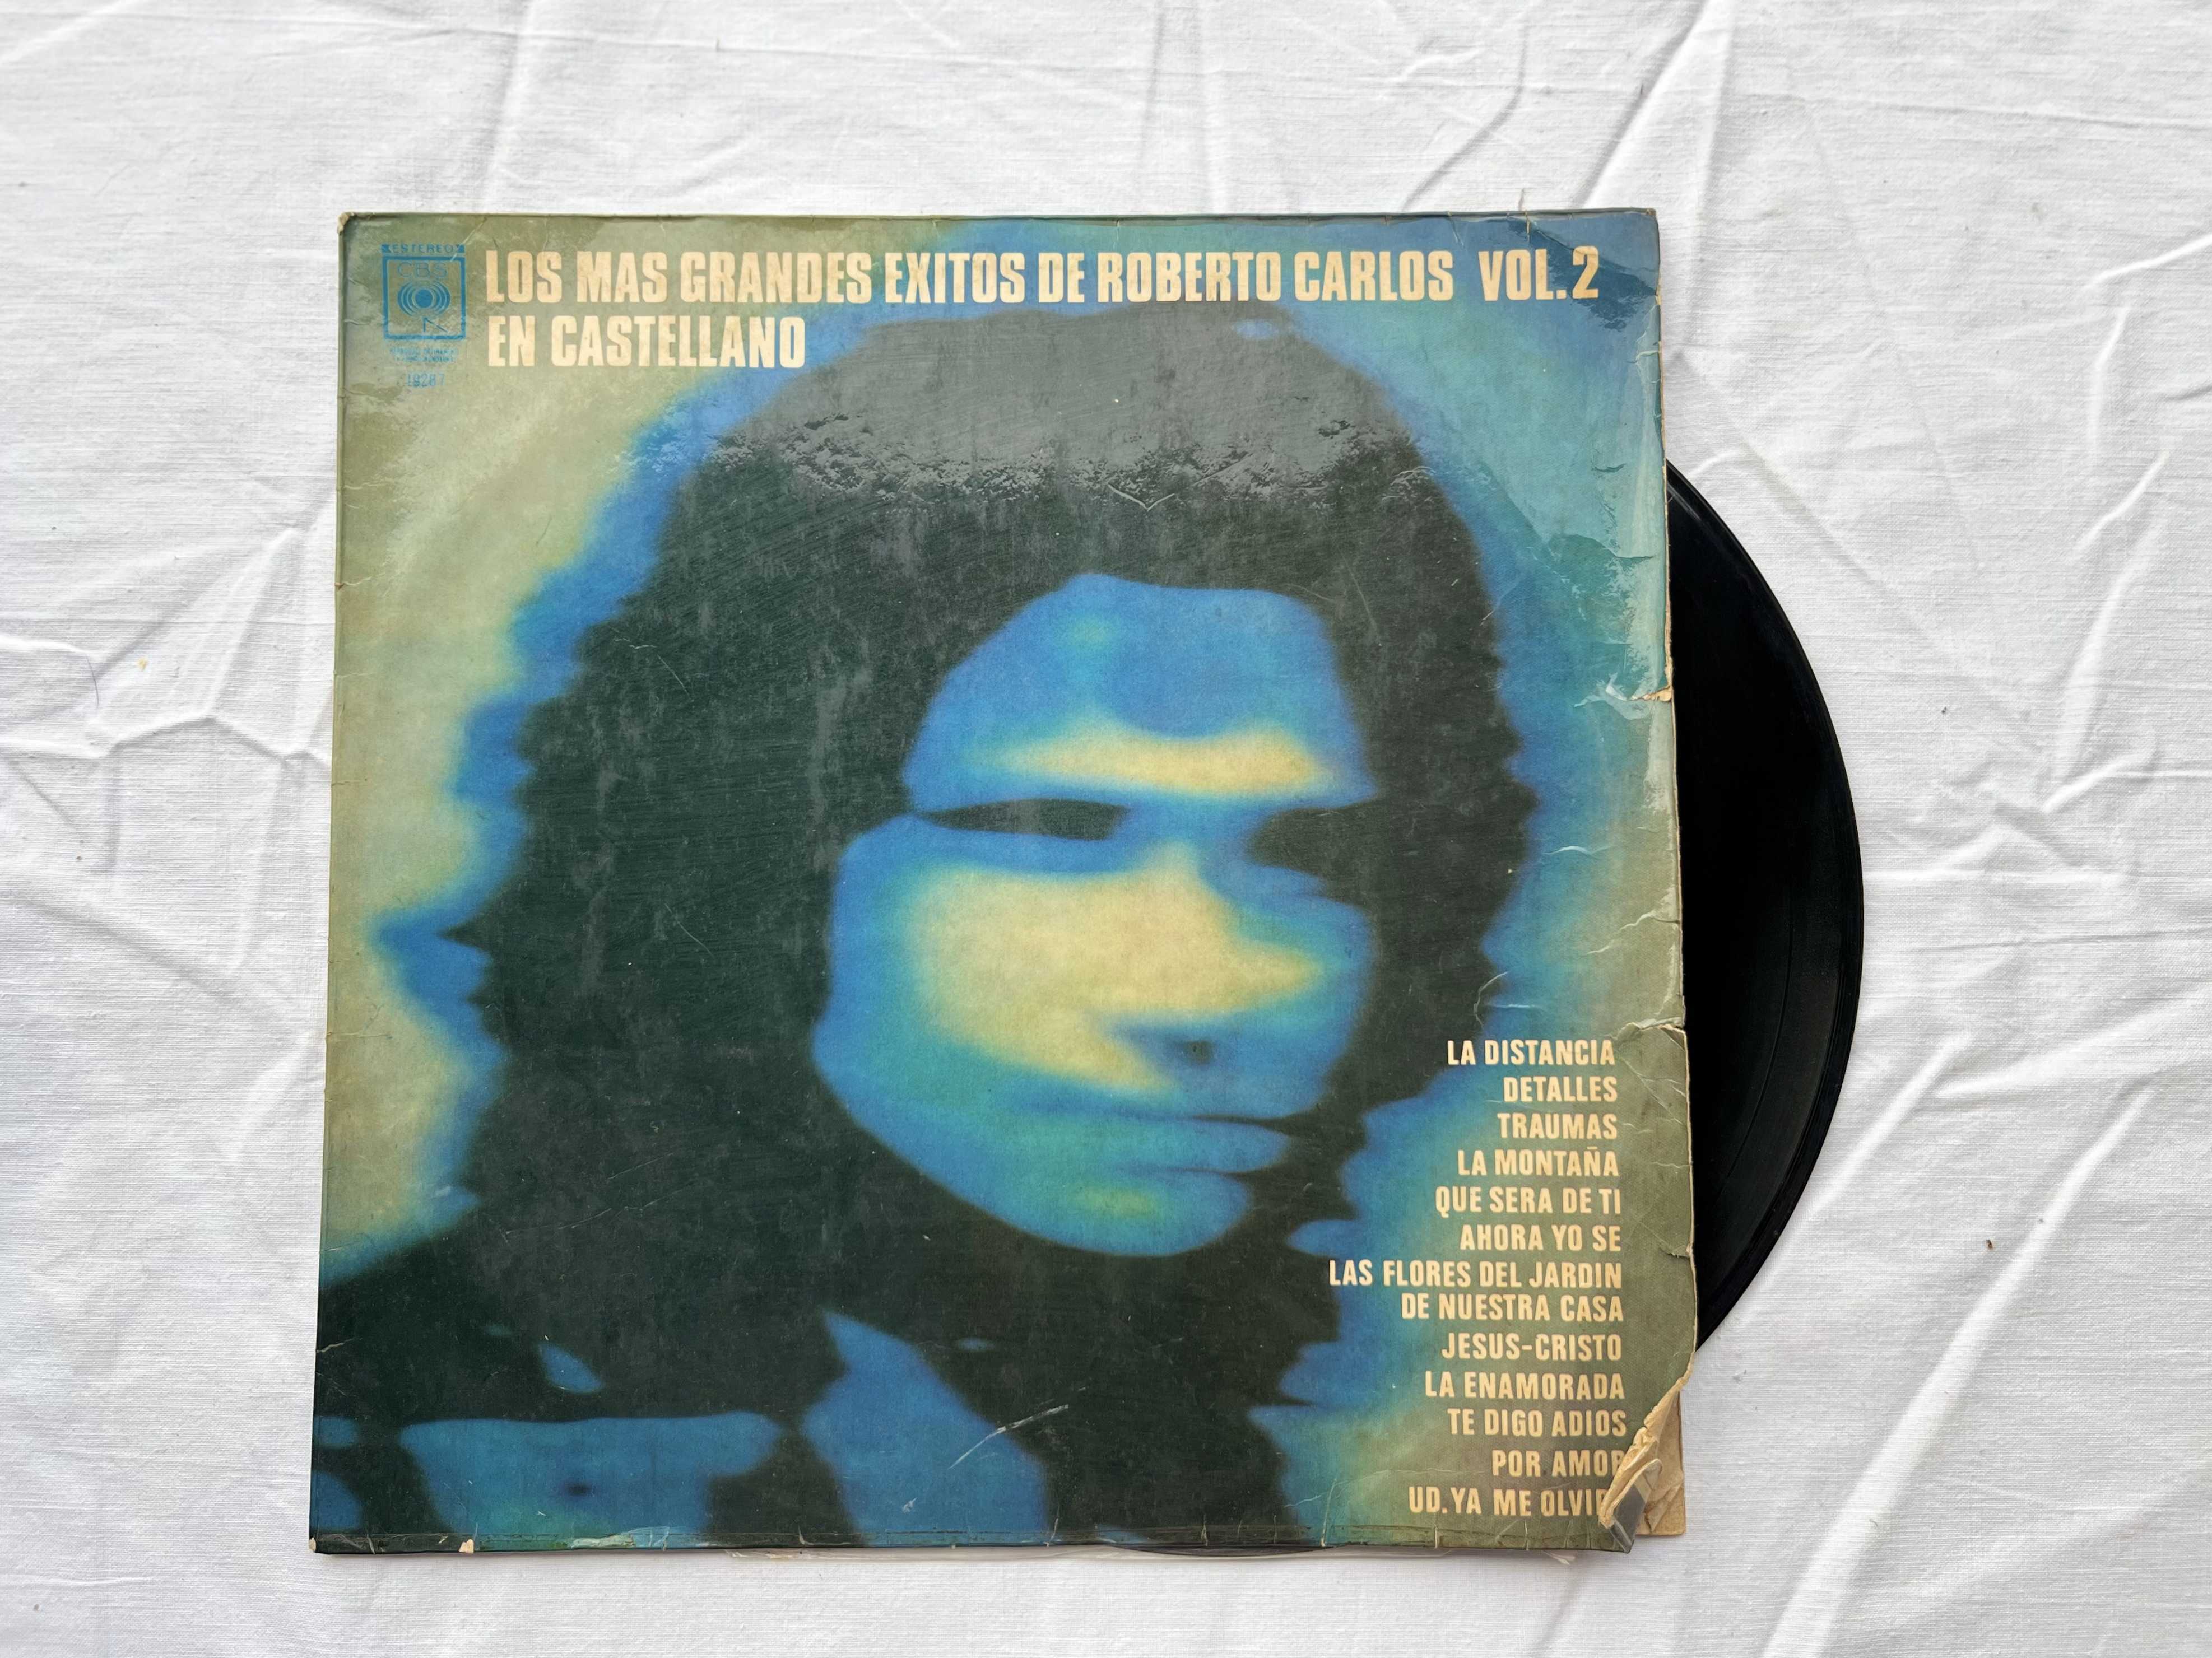 ESTEREO
CBS
19267
LOS MAS GRANDES EXITOS DE ROBERTO CARLOS VOL.2
EN CASTELLANO
LA DISTANCIA
DETALLES
TRAUMAS
LA MONTAÑA
QUE SERA DE TI
AHORA YO SE
LAS FLORES DEL JARDIN
DE NUESTRA CASA
JESUS-CRISTO
LA ENAMORADA
TE DIGO ADIOS
POR AMOR
UD. YA ME OLVI